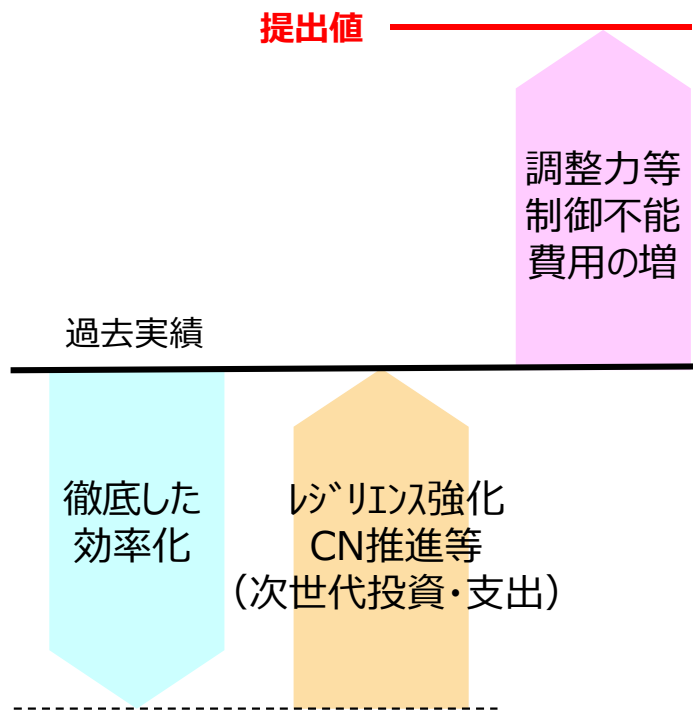 提出値
調整力等
制御不能
費用の増
過去実績
徹底した
効率化
ﾚｼﾞﾘｴﾝｽ強化
CN推進等
（次世代投資・支出）